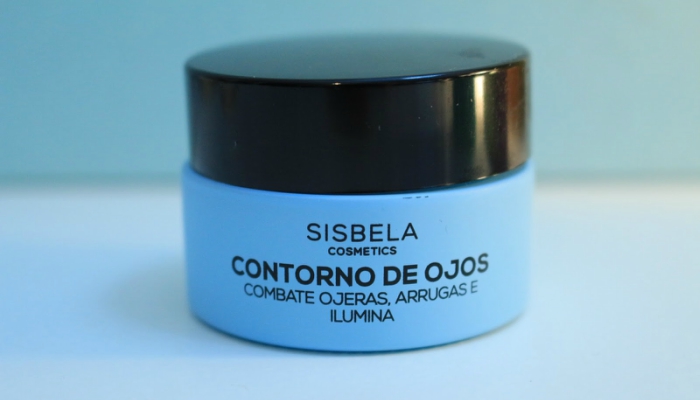 SISBELA
COSMETICS
CONTORNO DE OJOS
COMBATE OJERAS, ARRUGAS E
ILUMINA